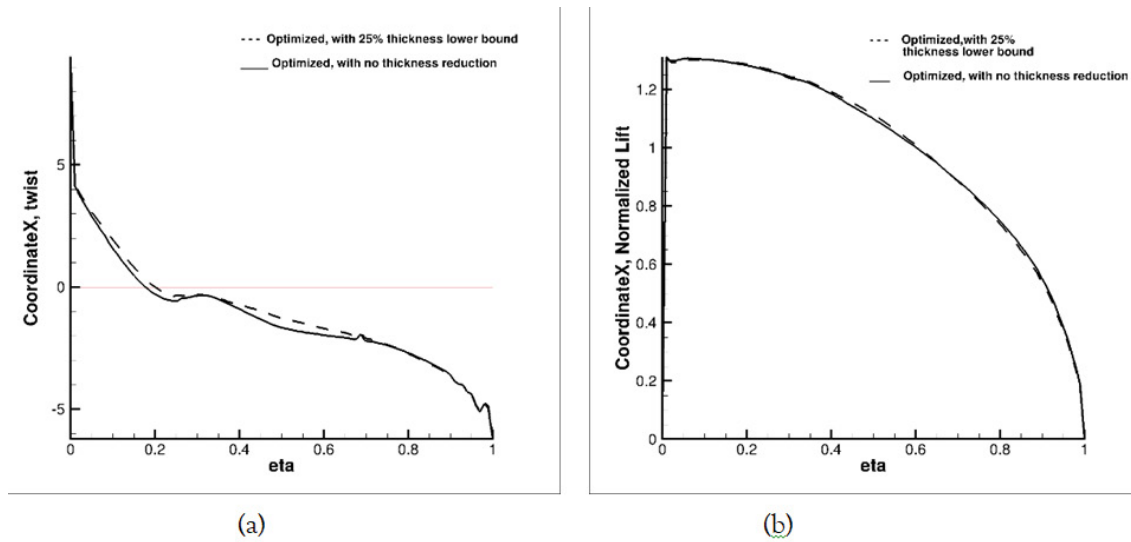 Optimized, with 25% thickness lower bound
Optimized, with no thickness reduction
CoordinateX, twist
5
0
-5
0
0.2
0.4
0.6
0.8
1
eta
(a)
Optimized,with 25%
thickness lower bound
Optimized, with no thickness reduction
CoordinateX, Normalized Lift
1.2
1
0.8
0.6
0.4
0.2
0
0
0.2
0.4
0.6
0.8
1
eta
(b)